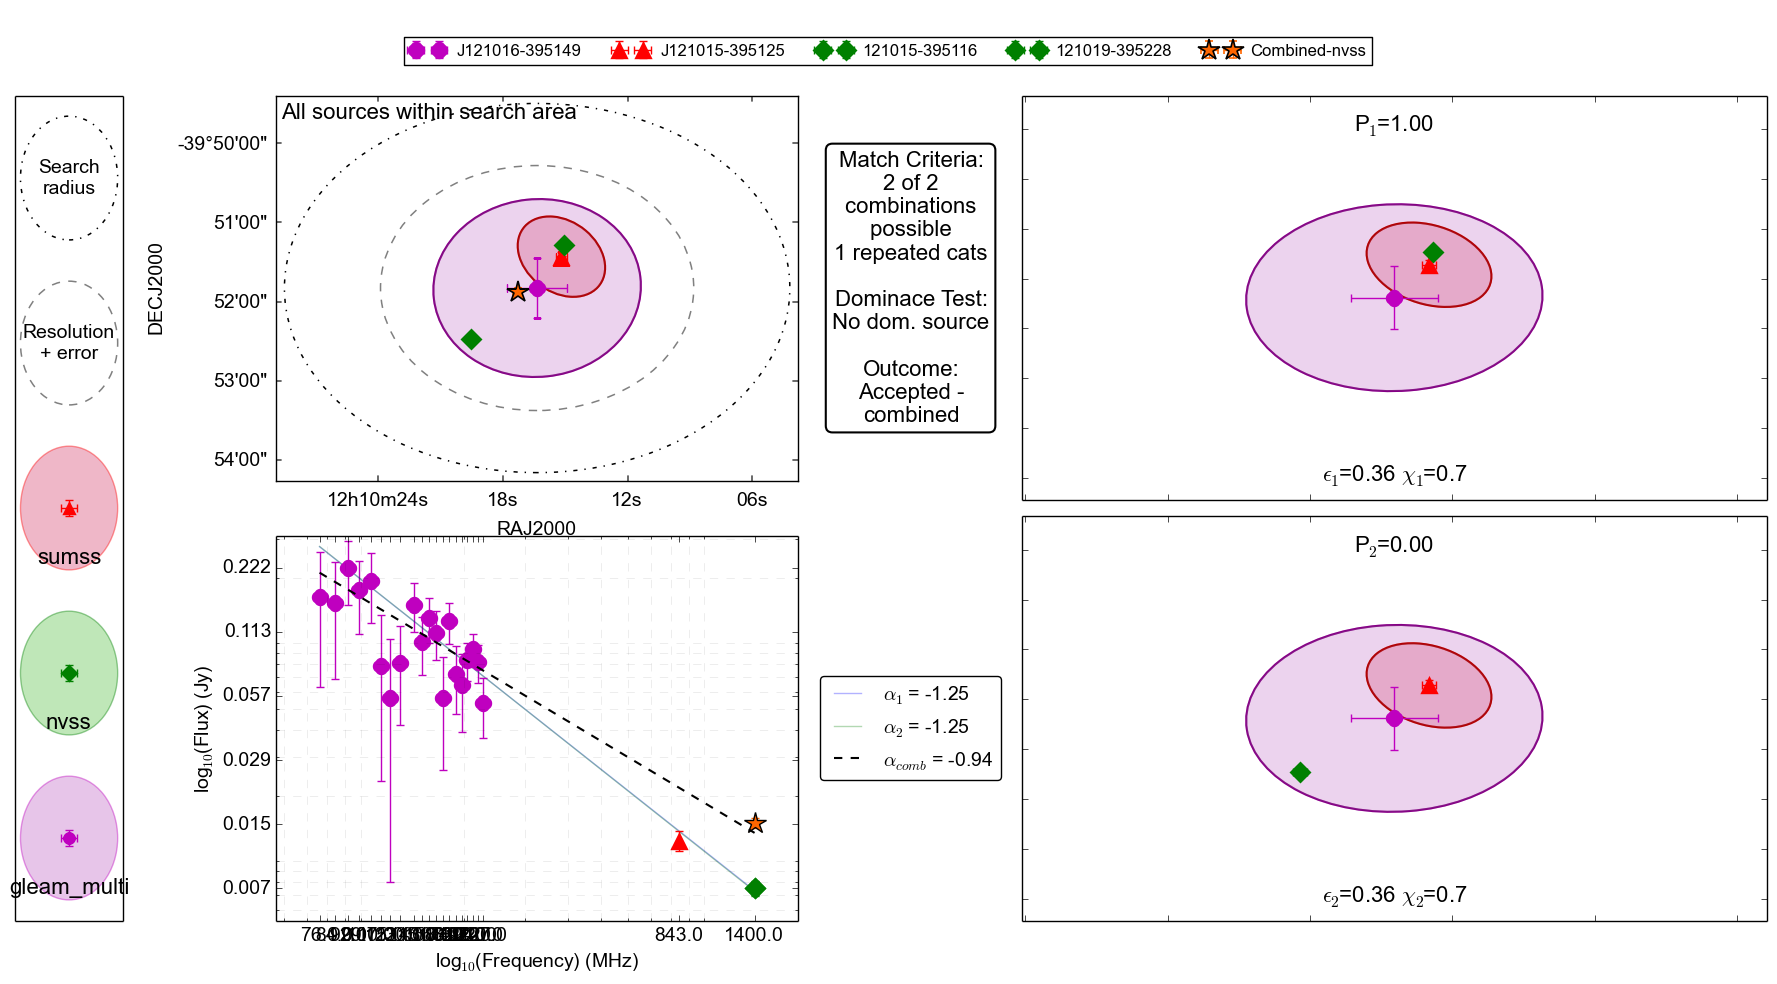 J121016-395149 J121015-395125 121015-395116 121019-395228 Combined-nvss
Search
radius
Resolution
+ error
sumss
nvss
gleam_multi
All sources within search area
DECJ2000
-39°50'00"
51'00"
52'00"
53'00"
54'00"
12h10m24s 18s 12s 06s
RAJ2000
Match Criteria:
2 of 2
combinations
possible
1 repeated cats
Dominace Test:
No dom. source
Outcome:
Accepted -
combined
P₁=1.00
ϵ₁=0.36 χ₁=0.7
log₁₀(Flux) (Jy)
0.222
0.113
0.057
0.029
0.015
0.007
843.0 1400.0
log₁₀(Frequency) (MHz)
α₁ = -1.25
α₂ = -1.25
α_comb = -0.94
P₂=0.00
ϵ₂=0.36 χ₂=0.7